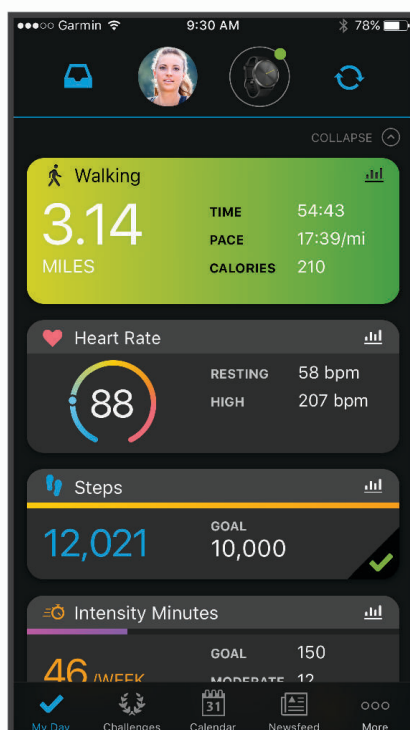 Garmin 9:30 AM 78%
COLLAPSE
Walking
3.14
MILES
TIME 54:43
PACE 17:39/mi
CALORIES 210
Heart Rate
88
RESTING 58 bpm
HIGH 207 bpm
Steps
12,021
GOAL
10,000
Intensity Minutes
46 /WEEK
GOAL 150
MODERATE 12
31
My Day Challenges Calendar Newsfeed More